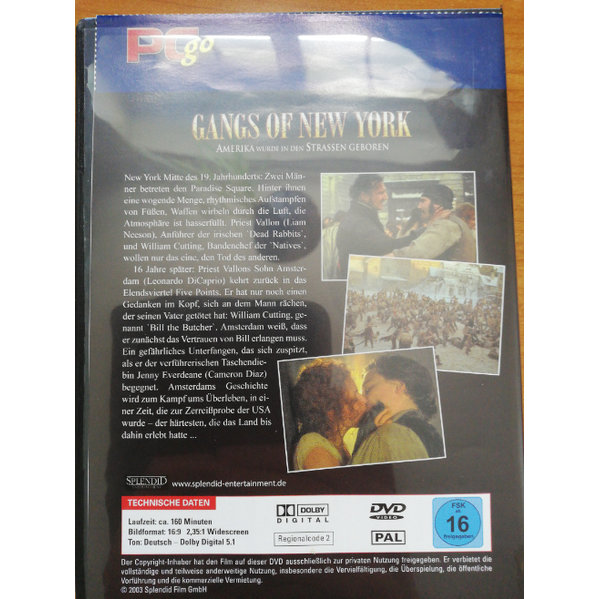 PCgo
GANGS OF NEW YORK
AMERIKA WURDE IN DEN STRASSEN GEBOREN
New York Mitte des 19. Jahrhunderts: Zwei Män-
ner betreten den Paradise Square. Hinter ihnen
eine wogende Menge, rhythmisches Aufstampfen
von Füßen, Waffen wirbeln durch die Luft, die
Atmosphäre ist hasserfüllt. Priest Vallon (Liam
Neeson), Anführer der irischen `Dead Rabbits`,
und William Cutting, Bandenchef der `Natives`,
wollen nur das eine, den Tod des anderen.
16 Jahre später: Priest Vallons Sohn Amster-
dam (Leonardo DiCaprio) kehrt zurück in das
Elendsviertel Five Points. Er hat nur noch einen
Gedanken im Kopf, sich an dem Mann rächen,
der seinen Vater getötet hat: William Cutting, ge-
nannt `Bill the Butcher`. Amsterdam weiß, dass
er zunächst das Vertrauen von Bill erlangen muss.
Ein gefährliches Unterfangen, das sich zuspitzt,
als er der verführerischen Taschendie-
bin Jenny Everdeane (Cameron Diaz)
begegnet. Amsterdams Geschichte
wird zum Kampf ums Überleben, in ei-
ner Zeit, die zur Zerreißprobe der USA
wurde – der härtesten, die das Land bis
dahin erlebt hatte ...
SPLENDID
www.splendid-entertainment.de
TECHNISCHE DATEN
Laufzeit: ca. 160 Minuten
Bildformat: 16:9 2,35:1 Widescreen
Ton: Deutsch – Dolby Digital 5.1
DOLBY
DIGITAL
Regionalcode 2
DVD
VIDEO
PAL
FSK
ab
16
freigegeben
Der Copyright-Inhaber hat den Film auf dieser DVD ausschließlich zur privaten Nutzung freigegeben. Er verbietet die
vollständige und teilweise anderweitige Nutzung, insbesondere die Vervielfältigung, die Überspielung, die öffentliche
Vorführung und die kommerzielle Vermietung.
© 2003 Splendid Film GmbH